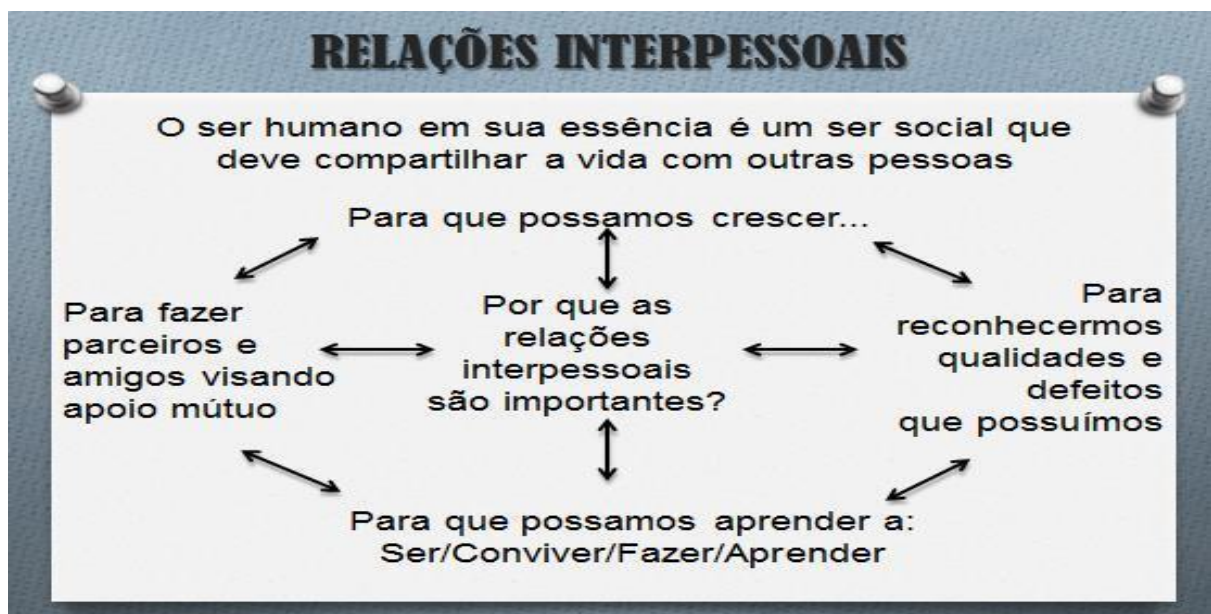 RELAÇÕES INTERPESSOAIS
O ser humano em sua essência é um ser social que
deve compartilhar a vida com outras pessoas
Para que possamos crescer...
Para fazer
parceiros e
amigos visando
apoio mútuo
Por que as
relações
interpessoais
são importantes?
Para
reconhecermos
qualidades e
defeitos
que possuímos
Para que possamos aprender a:
Ser/Conviver/Fazer/Aprender